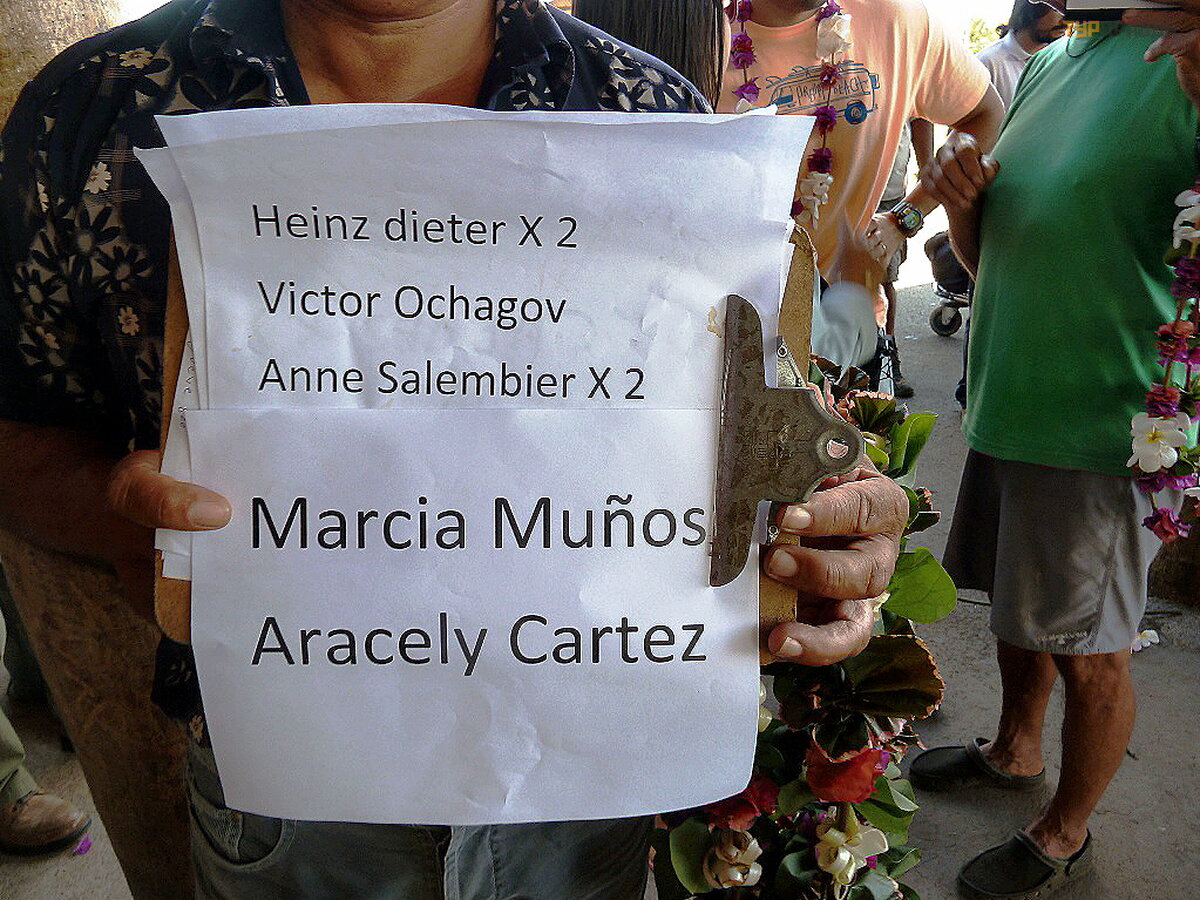 Heinz dieter X 2
Victor Ochagov
Anne Salembier X 2
Marcia Muños
Aracely Cartez